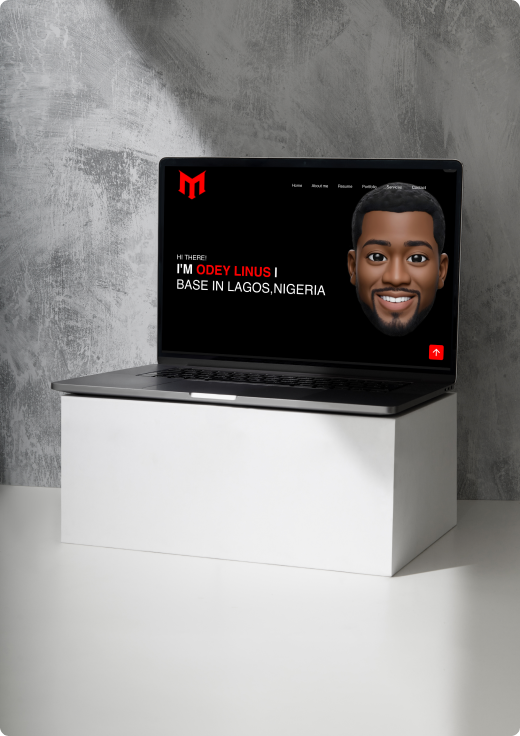 Home About me Resume Portfolio Services Contact
HI THERE!
I'M ODEY LINUS I
BASE IN LAGOS,NIGERIA